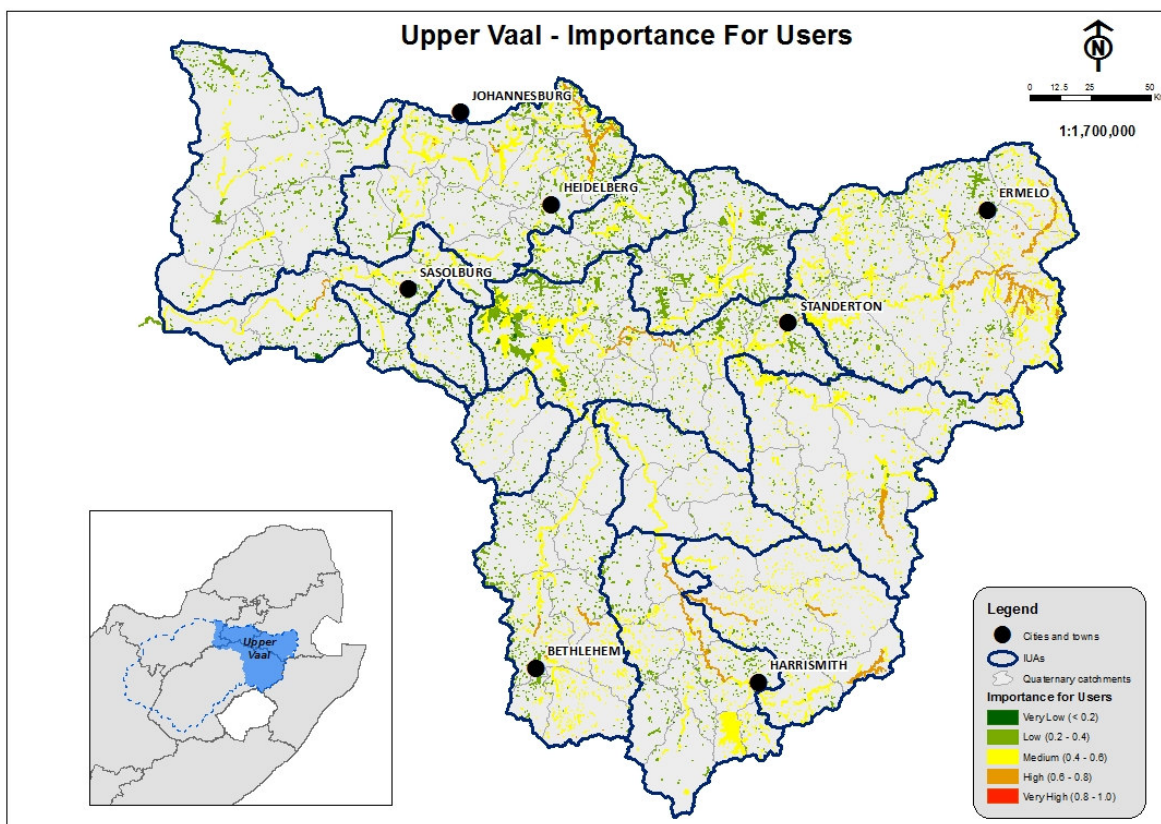 Upper Vaal - Importance For Users
N
0 12.5 25 50
K
1:1,700,000
JOHANNESBURG
HEIDELBERG
ERMELO
SASOLBURG
STANDERTON
BETHLEHEM
HARRISMITH
Upper
Vaal
Legend
Cities and towns
IUAs
Quaternary catchments
Importance for Users
Very Low (< 0.2)
Low (0.2 - 0.4)
Medium (0.4 - 0.6)
High (0.6 - 0.8)
Very High (0.8 - 1.0)